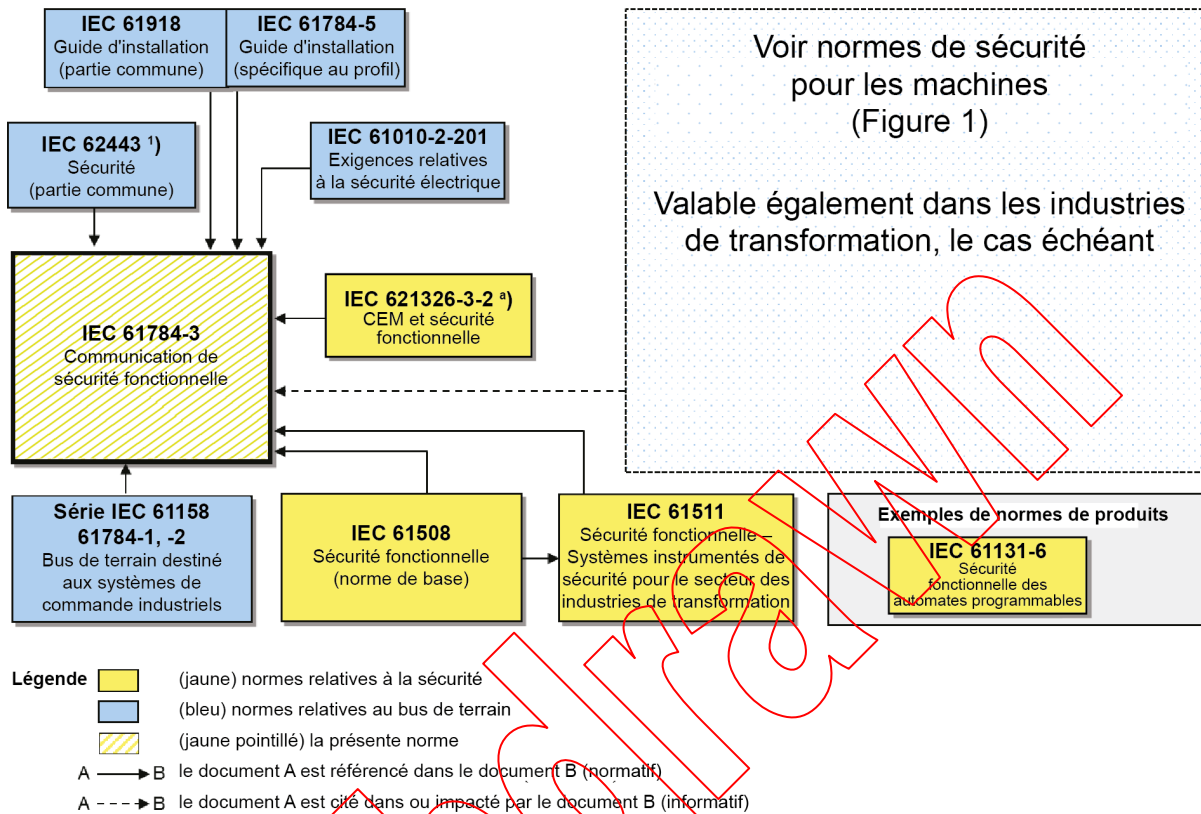 IEC 61918
Guide d'installation
(partie commune)
IEC 61784-5
Guide d'installation
(spécifique au profil)
Voir normes de sécurité
pour les machines
(Figure 1)
Valable également dans les industries
de transformation, le cas échéant
IEC 62443 ¹)
Sécurité
(partie commune)
IEC 61010-2-201
Exigences relatives
à la sécurité électrique
IEC 61784-3
Communication de
sécurité fonctionnelle
IEC 621326-3-2 ᵃ)
CEM et sécurité
fonctionnelle
Série IEC 61158
61784-1, -2
Bus de terrain destiné
aux systèmes de
commande industriels
IEC 61508
Sécurité fonctionnelle
(norme de base)
IEC 61511
Sécurité fonctionnelle –
Systèmes instrumentés de
sécurité pour le secteur des
industries de transformation
Exemples de normes de produits
IEC 61131-6
Sécurité
fonctionnelle des
automates programmables
Légende
(jaune) normes relatives à la sécurité
(bleu) normes relatives au bus de terrain
(jaune pointillé) la présente norme
A B le document A est référencé dans le document B (normatif)
A B le document A est cité dans ou impacté par le document B (informatif)